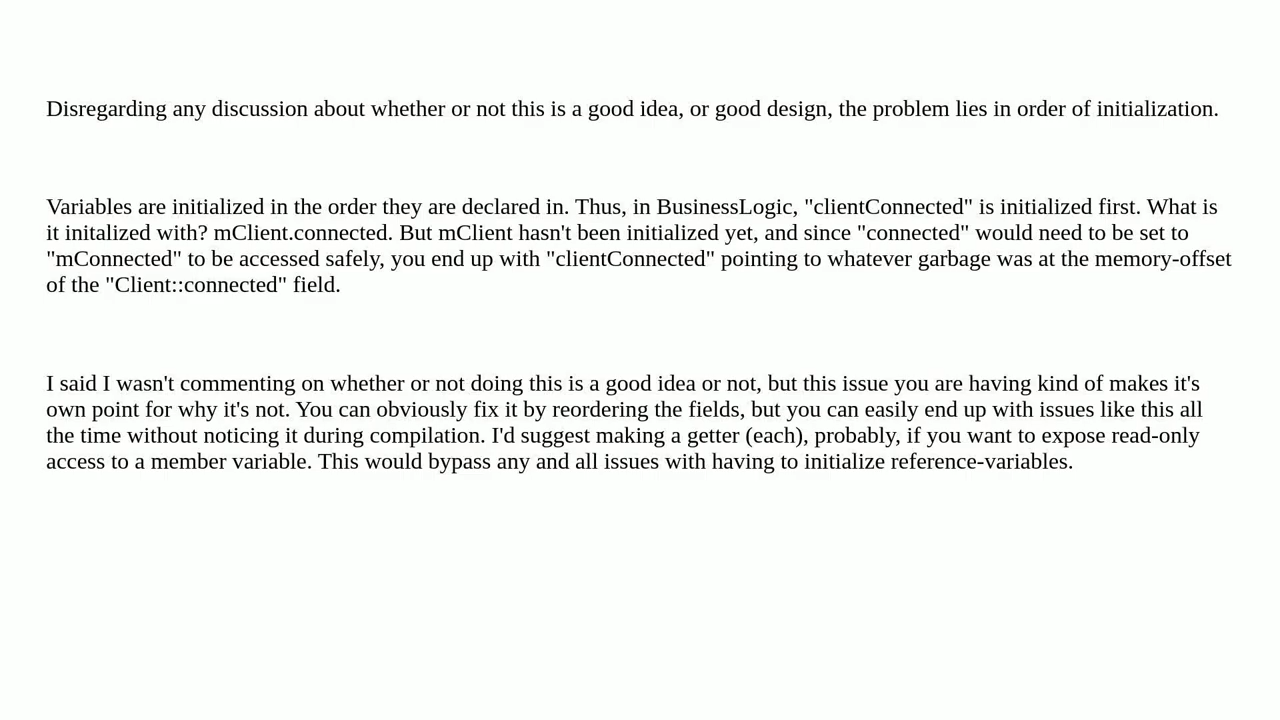 Disregarding any discussion about whether or not this is a good idea, or good design, the problem lies in order of initialization.
Variables are initialized in the order they are declared in. Thus, in BusinessLogic, "clientConnected" is initialized first. What is
it initalized with? mClient.connected. But mClient hasn't been initialized yet, and since "connected" would need to be set to
"mConnected" to be accessed safely, you end up with "clientConnected" pointing to whatever garbage was at the memory-offset
of the "Client::connected" field.
I said I wasn't commenting on whether or not doing this is a good idea or not, but this issue you are having kind of makes it's
own point for why it's not. You can obviously fix it by reordering the fields, but you can easily end up with issues like this all
the time without noticing it during compilation. I'd suggest making a getter (each), probably, if you want to expose read-only
access to a member variable. This would bypass any and all issues with having to initialize reference-variables.